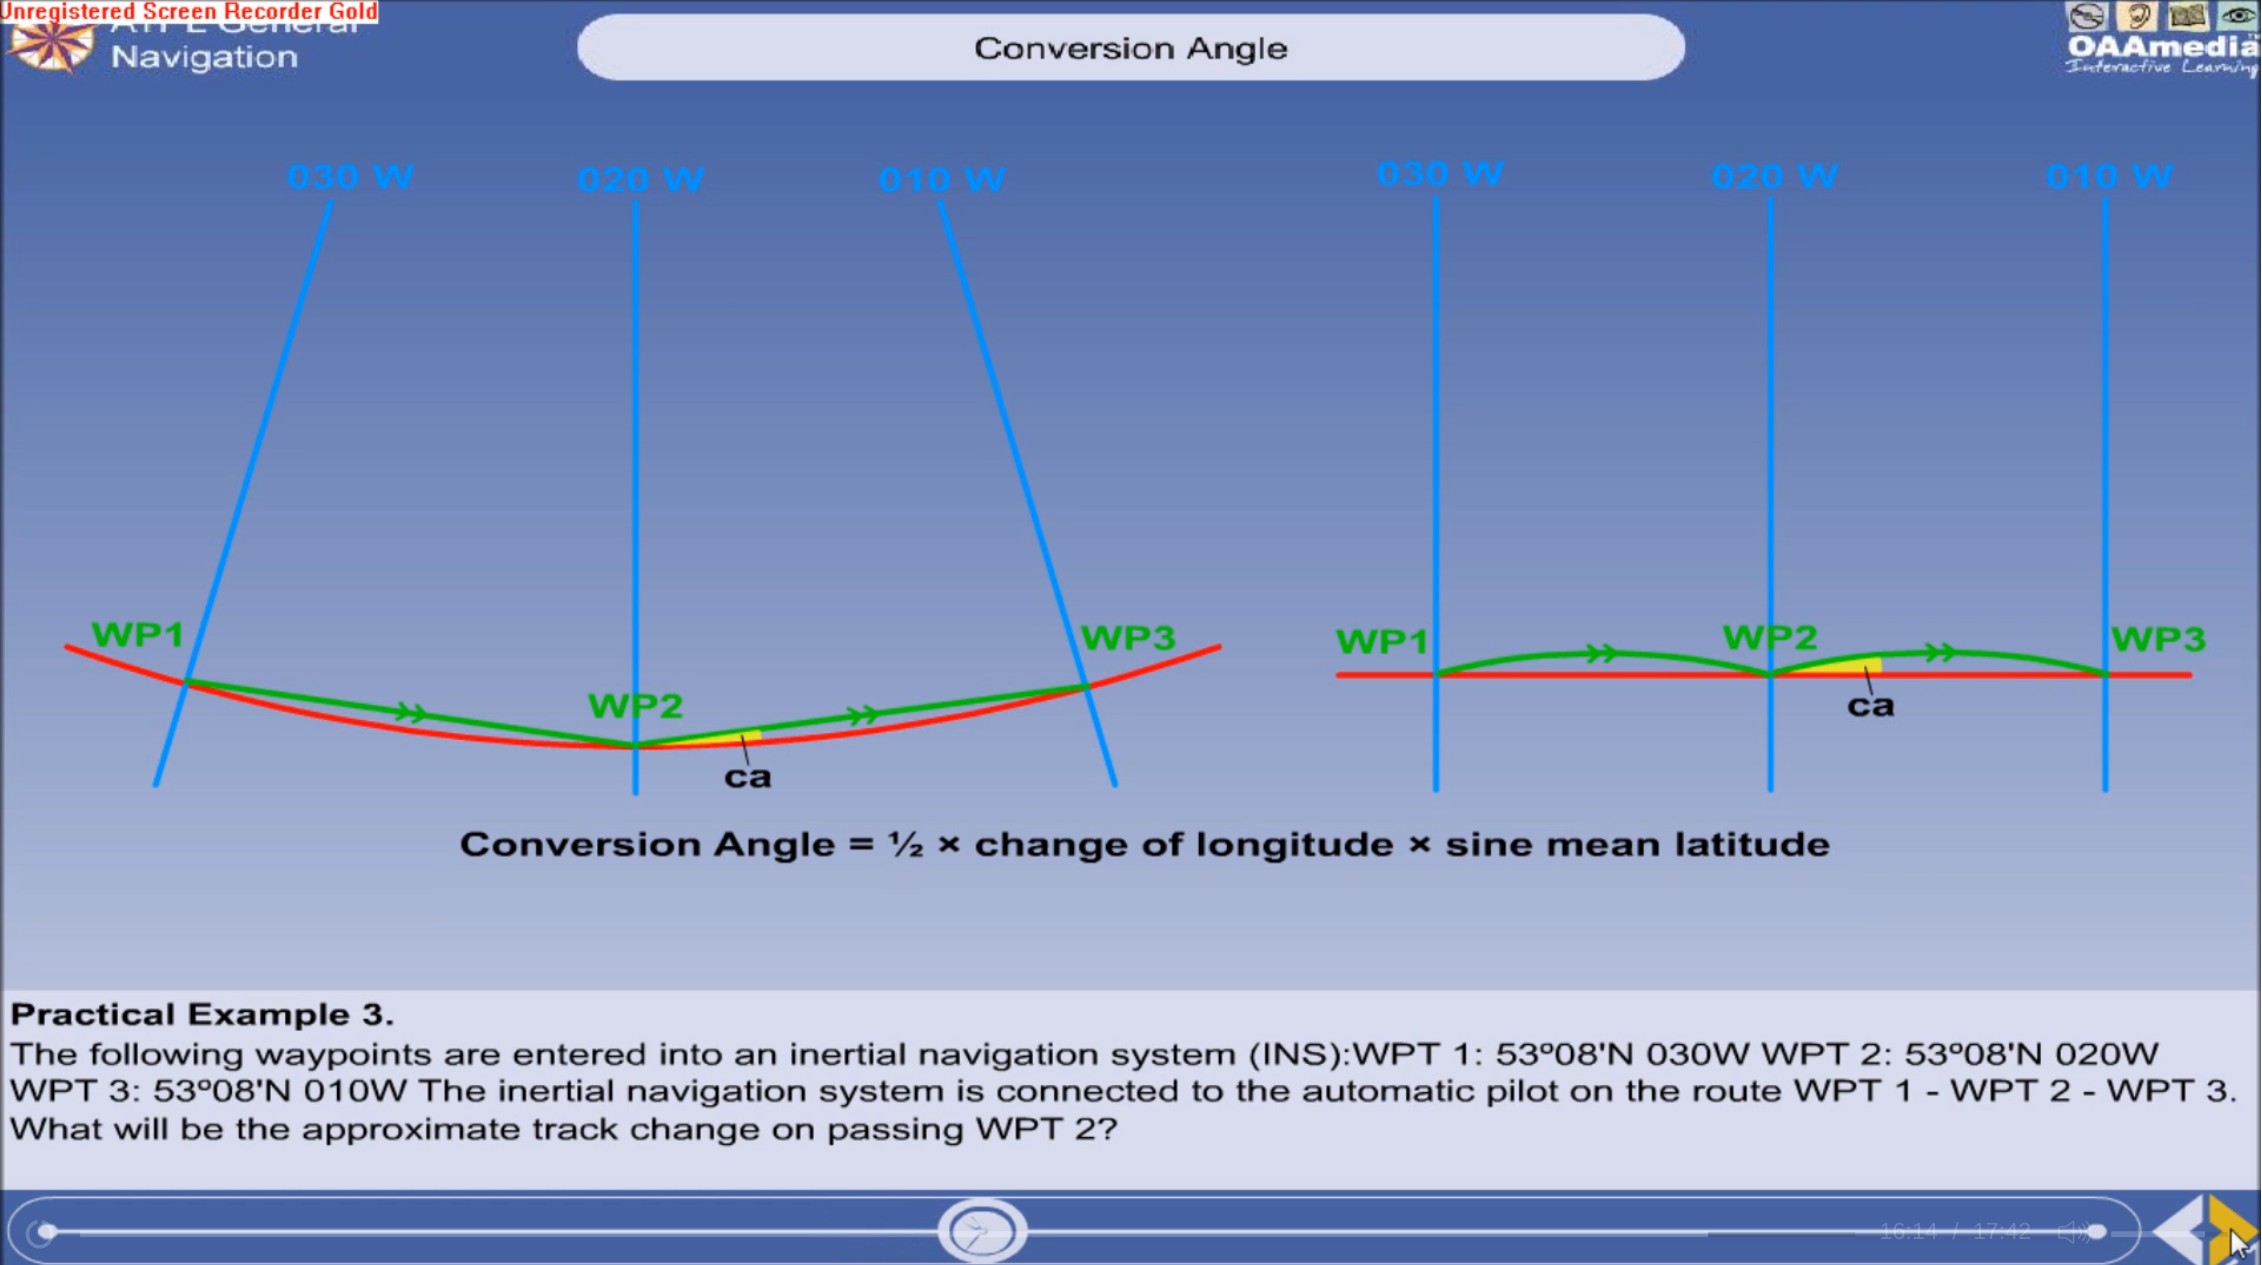 Unregistered Screen Recorder Gold
ATPL General
Navigation
Conversion Angle
OAAmedia
Interactive Learning
030 W
020 W
010 W
030 W
020 W
010 W
WP1
WP2
WP3
ca
WP1
WP2
WP3
ca
Conversion Angle = ½ × change of longitude × sine mean latitude
Practical Example 3.
The following waypoints are entered into an inertial navigation system (INS):WPT 1: 53º08'N 030W WPT 2: 53º08'N 020W
WPT 3: 53º08'N 010W The inertial navigation system is connected to the automatic pilot on the route WPT 1 - WPT 2 - WPT 3.
What will be the approximate track change on passing WPT 2?
16:14 / 17:42